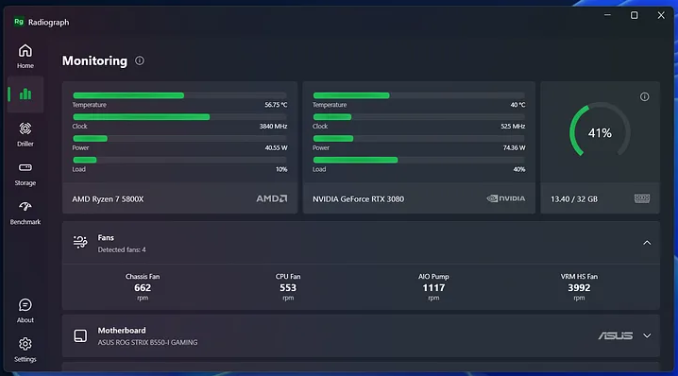 Rg Radiograph
Home
Monitoring
Temperature 56.75 °C
Clock 3840 MHz
Power 40.55 W
Load 10%
AMD Ryzen 7 5800X AMD
Temperature 40 °C
Clock 525 MHz
Power 74.36 W
Load 40%
NVIDIA GeForce RTX 3080 NVIDIA
41%
13.40 / 32 GB
Driller
Storage
Benchmark
Fans
Detected fans: 4
Chassis Fan
662
rpm
CPU Fan
553
rpm
AIO Pump
1117
rpm
VRM HS Fan
3992
rpm
Motherboard
ASUS ROG STRIX B550-I GAMING
ASUS
About
Settings